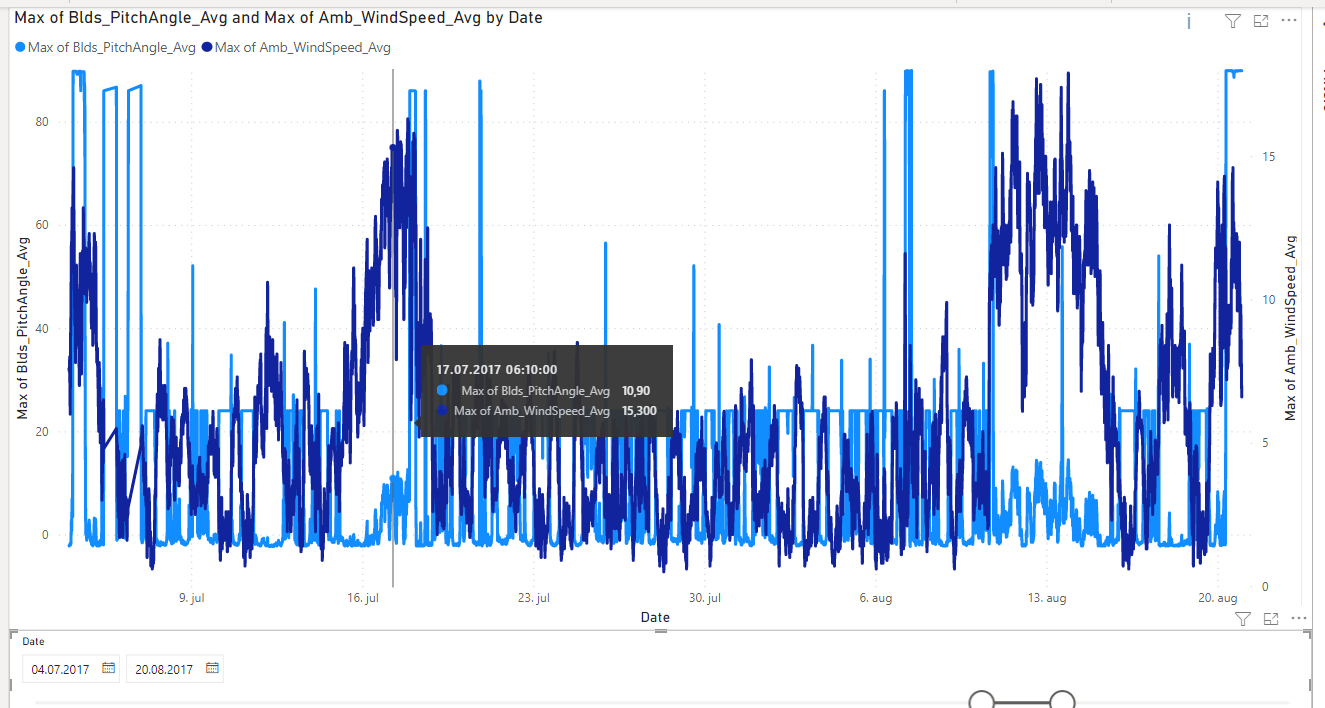 Max of Blds_PitchAngle_Avg and Max of Amb_WindSpeed_Avg by Date
Max of Blds_PitchAngle_Avg Max of Amb_WindSpeed_Avg
Max of Blds_PitchAngle_Avg
80
60
40
20
0
17.07.2017 06:10:00
Max of Blds_PitchAngle_Avg 10,90
Max of Amb_WindSpeed_Avg 15,300
15
10
5
0
Max of Amb_WindSpeed_Avg
9. jul 16. jul 23. jul 30. jul 6. aug 13. aug 20. aug
Date
Date
04.07.2017 20.08.2017